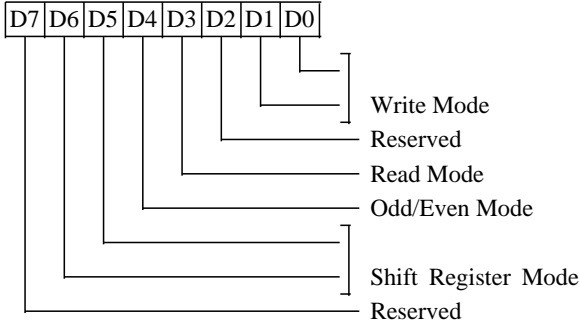 D7 D6 D5 D4 D3 D2 D1 D0
Write Mode
Reserved
Read Mode
Odd/Even Mode
Shift Register Mode
Reserved